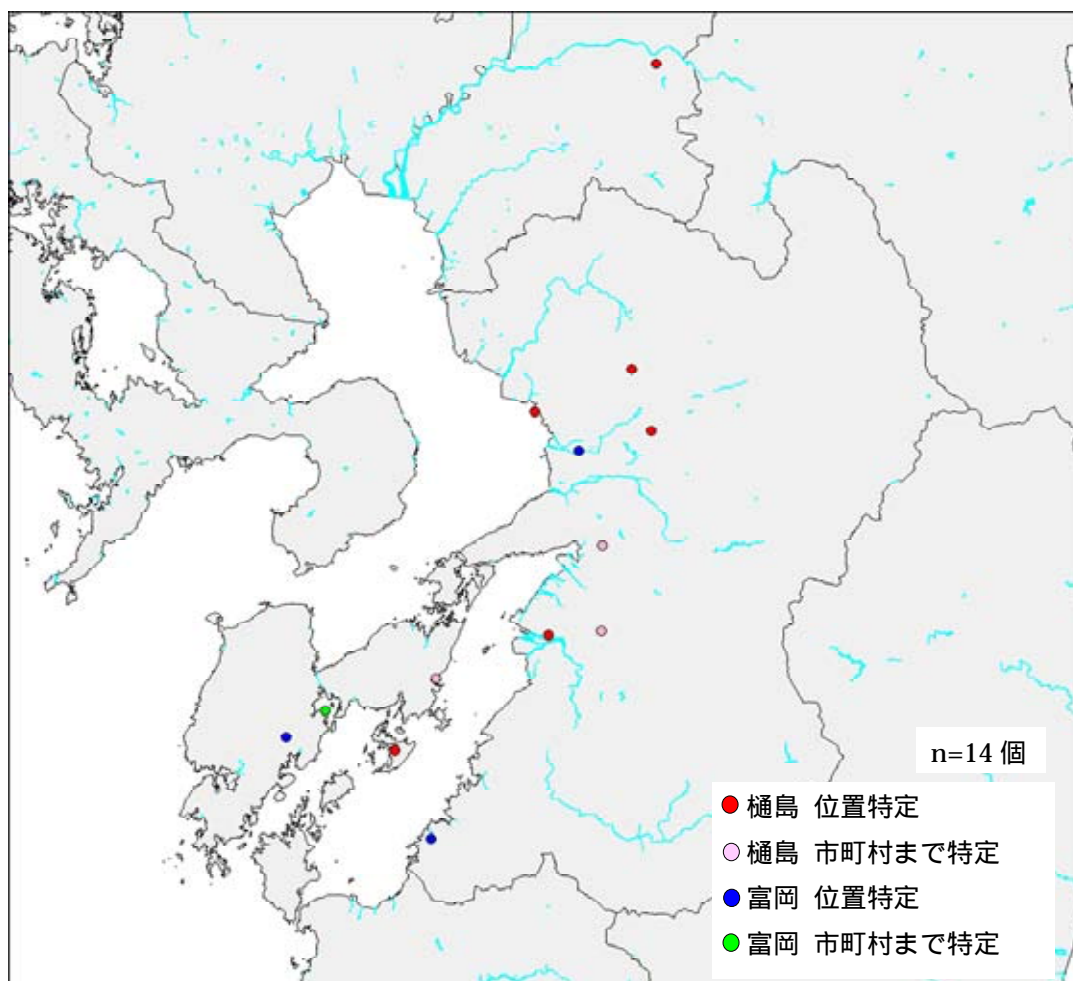 n=14 個
樋島 位置特定
樋島 市町村まで特定
富岡 位置特定
富岡 市町村まで特定